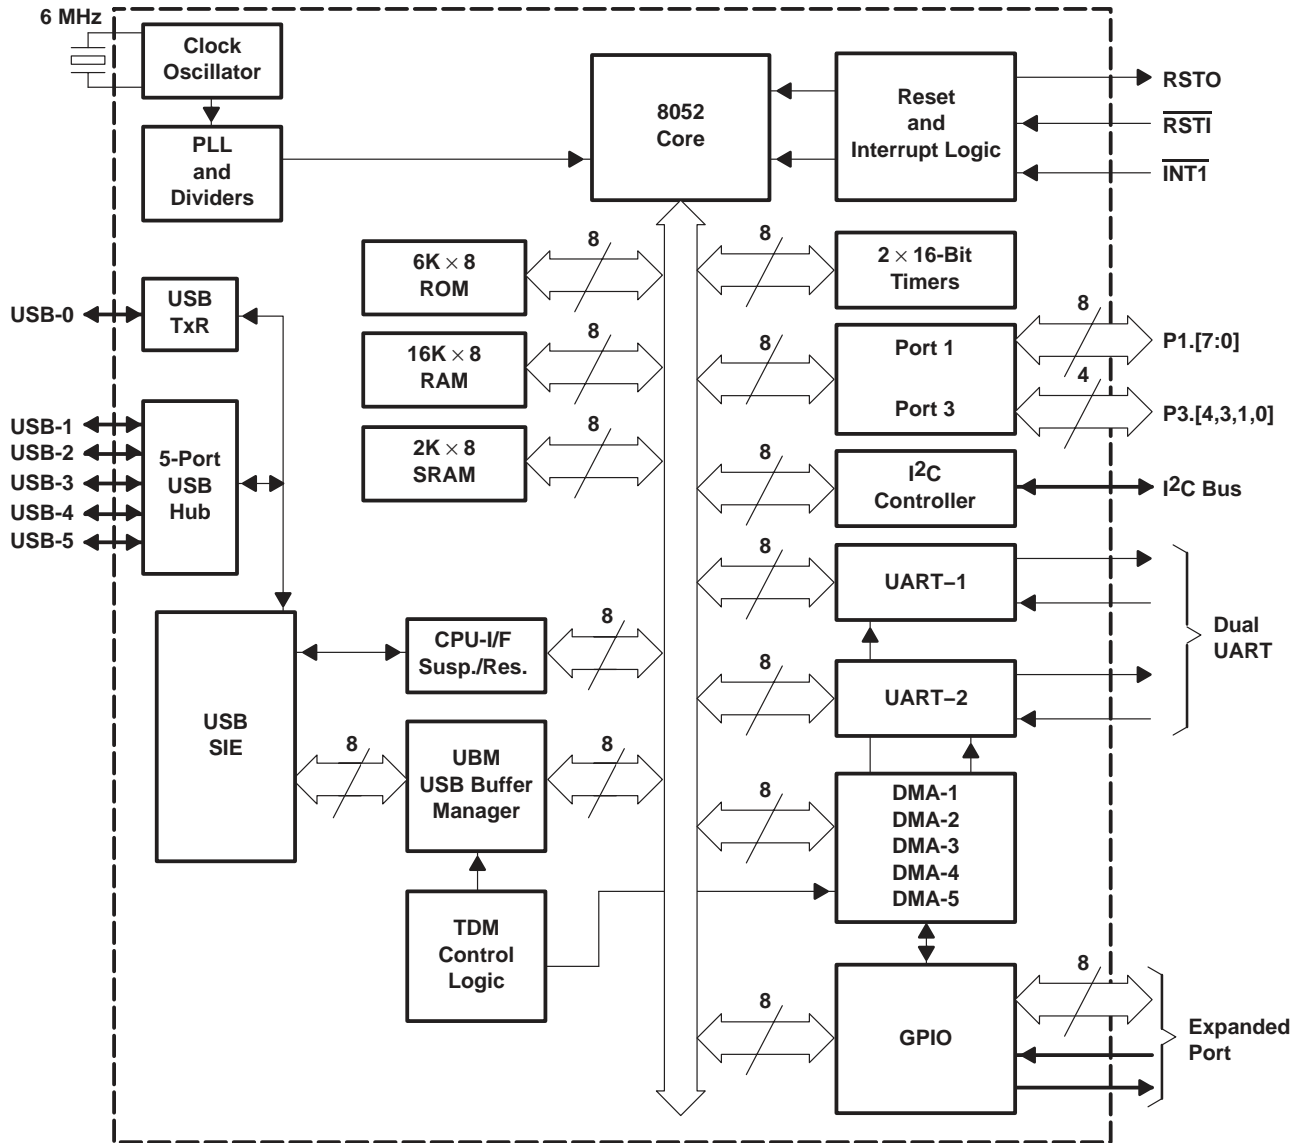 6 MHz
Clock
Oscillator
PLL
and
Dividers
8052
Core
Reset
and
Interrupt Logic
RSTO
RSTI
INT1
6K × 8
ROM
8
8
2 × 16-Bit
Timers
USB-0
USB
TxR
16K × 8
RAM
8
8
Port 1
Port 3
8
P1.[7:0]
4
P3.[4,3,1,0]
USB-1
USB-2
USB-3
USB-4
USB-5
5-Port
USB
Hub
2K × 8
SRAM
8
8
I2C
Controller
I2C Bus
8
UART–1
Dual
UART
USB
SIE
CPU-I/F
Susp./Res.
8
8
UART–2
8
UBM
USB Buffer
Manager
8
8
DMA-1
DMA-2
DMA-3
DMA-4
DMA-5
TDM
Control
Logic
8
GPIO
8
Expanded
Port